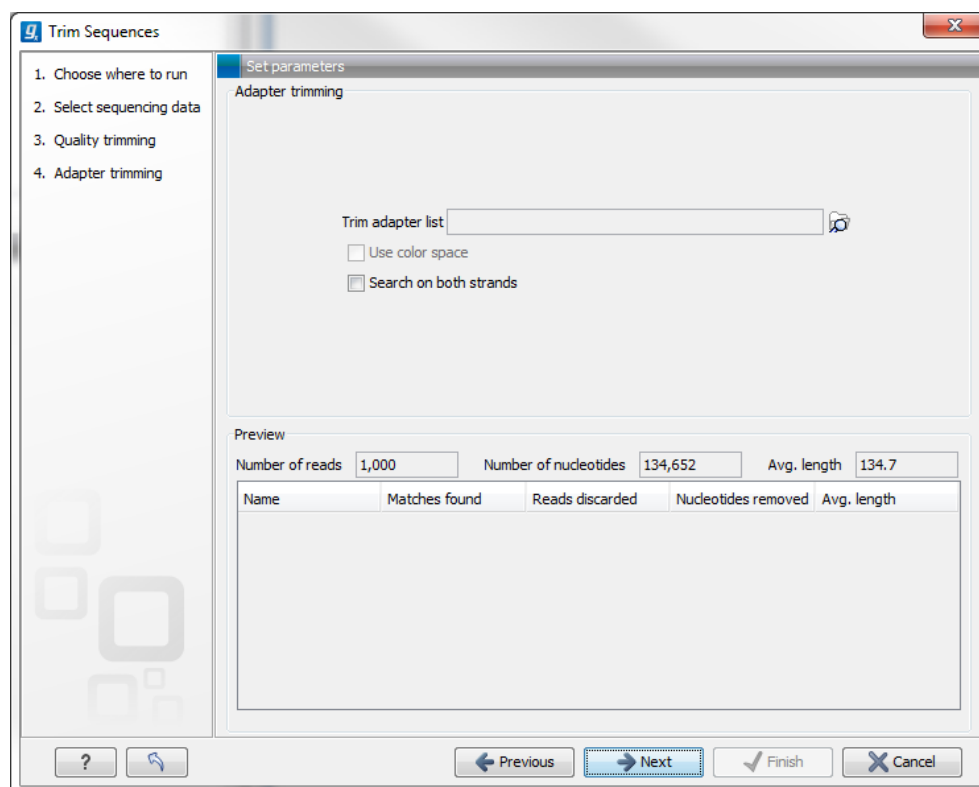 Trim Sequences
1. Choose where to run
2. Select sequencing data
3. Quality trimming
4. Adapter trimming
Set parameters
Adapter trimming
Trim adapter list
Use color space
Search on both strands
Preview
Number of reads 1,000 Number of nucleotides 134,652 Avg. length 134.7
Name Matches found Reads discarded Nucleotides removed Avg. length
? Previous Next Finish Cancel